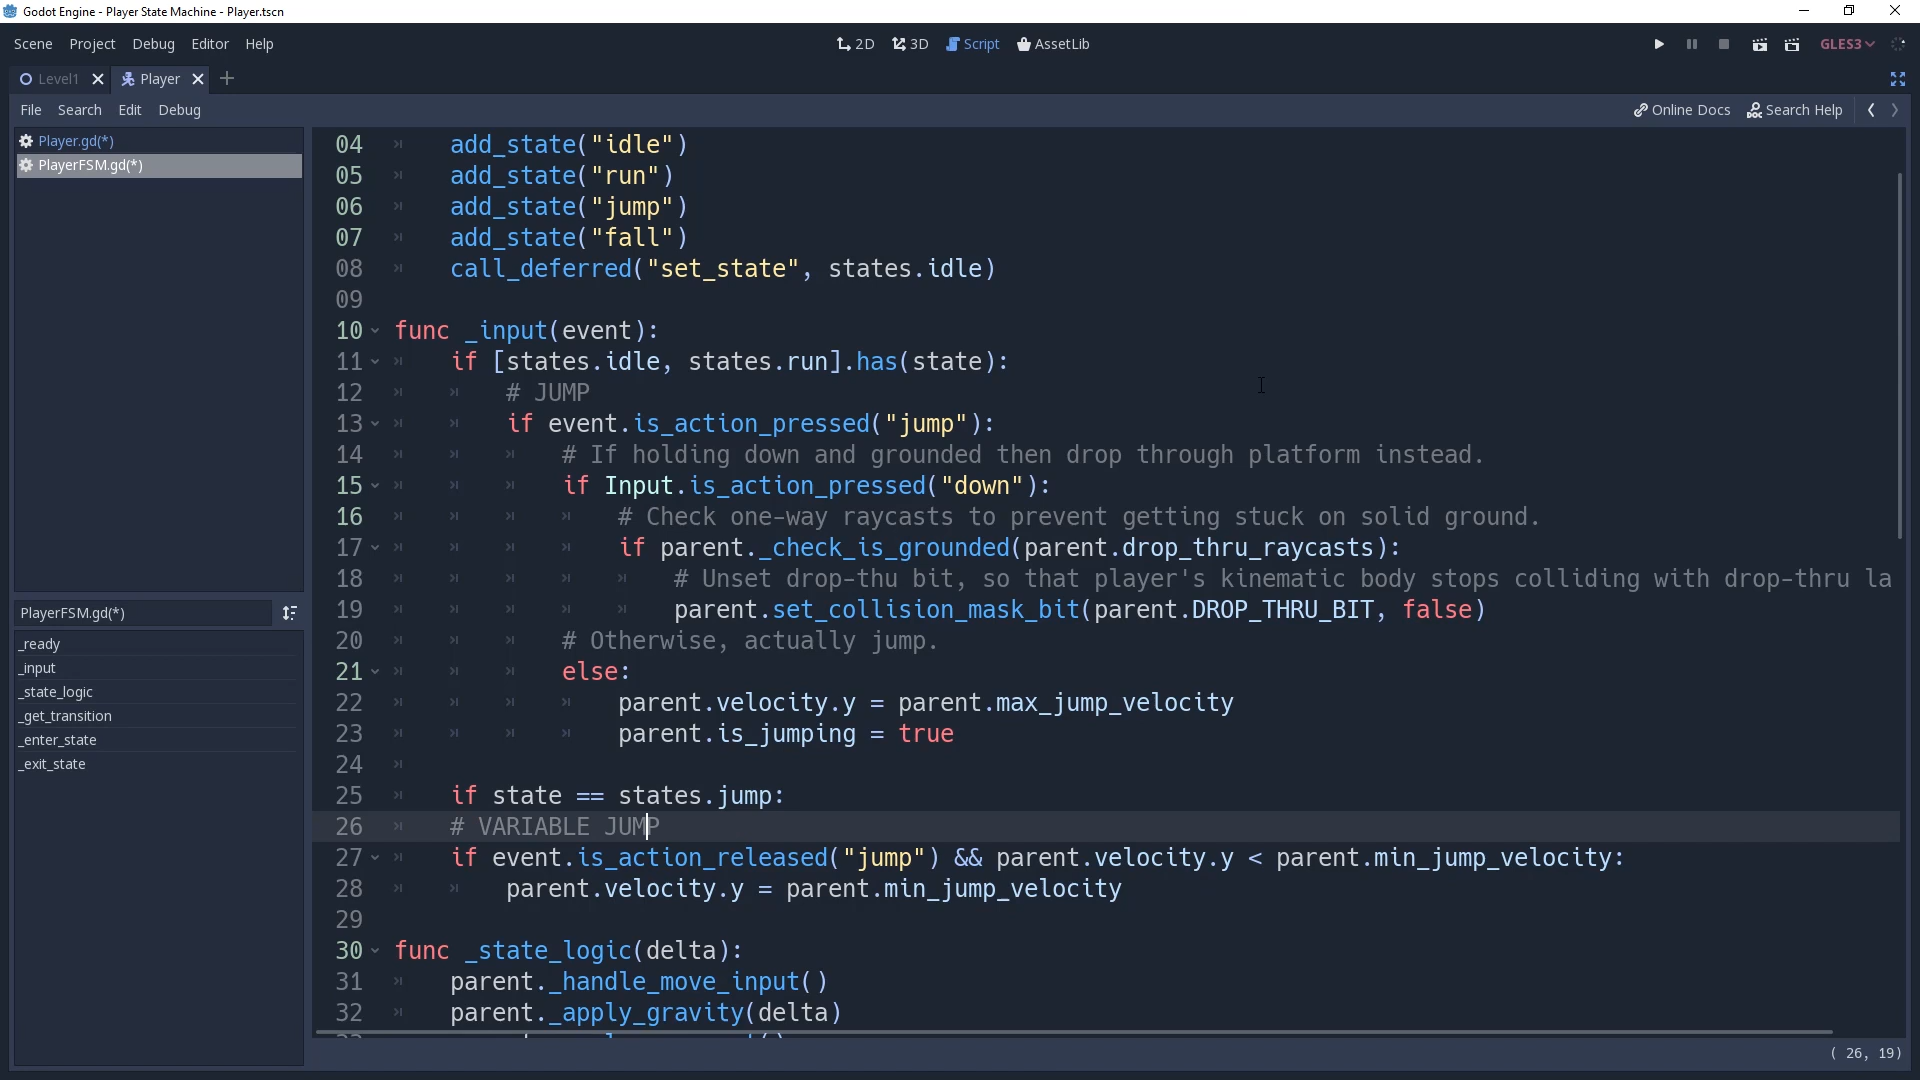 Godot Engine - Player State Machine - Player.tscn
Scene Project Debug Editor Help
2D 3D Script AssetLib
GLES3
Level1 Player
File Search Edit Debug
Online Docs Search Help
Player.gd(*)
PlayerFSM.gd(*)
PlayerFSM.gd(*)
_ready
_input
_state_logic
_get_transition
_enter_state
_exit_state
04 add_state("idle")
05 add_state("run")
06 add_state("jump")
07 add_state("fall")
08 call_deferred("set_state", states.idle)
09
10 func _input(event):
11 if [states.idle, states.run].has(state):
12 # JUMP
13 if event.is_action_pressed("jump"):
14 # If holding down and grounded then drop through platform instead.
15 if Input.is_action_pressed("down"):
16 # Check one-way raycasts to prevent getting stuck on solid ground.
17 if parent._check_is_grounded(parent.drop_thru_raycasts):
18 # Unset drop-thu bit, so that player's kinematic body stops colliding with drop-thru la
19 parent.set_collision_mask_bit(parent.DROP_THRU_BIT, false)
20 # Otherwise, actually jump.
21 else:
22 parent.velocity.y = parent.max_jump_velocity
23 parent.is_jumping = true
24
25 if state == states.jump:
26 # VARIABLE JUMP
27 if event.is_action_released("jump") && parent.velocity.y < parent.min_jump_velocity:
28 parent.velocity.y = parent.min_jump_velocity
29
30 func _state_logic(delta):
31 parent._handle_move_input()
32 parent._apply_gravity(delta)
( 26, 19)